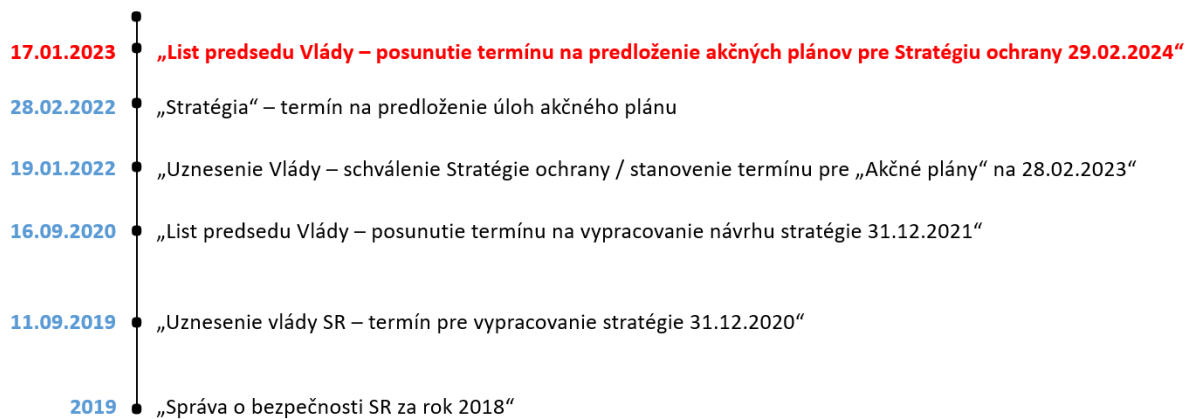 17.01.2023 „List predsedu Vlády – posunutie termínu na predloženie akčných plánov pre Stratégiu ochrany 29.02.2024“
28.02.2022 „Stratégia“ – termín na predloženie úloh akčného plánu
19.01.2022 „Uznesenie Vlády – schválenie Stratégie ochrany / stanovenie termínu pre „Akčné plány“ na 28.02.2023“
16.09.2020 „List predsedu Vlády – posunutie termínu na vypracovanie návrhu stratégie 31.12.2021“
11.09.2019 „Uznesenie vlády SR – termín pre vypracovanie stratégie 31.12.2020“
2019 „Správa o bezpečnosti SR za rok 2018“